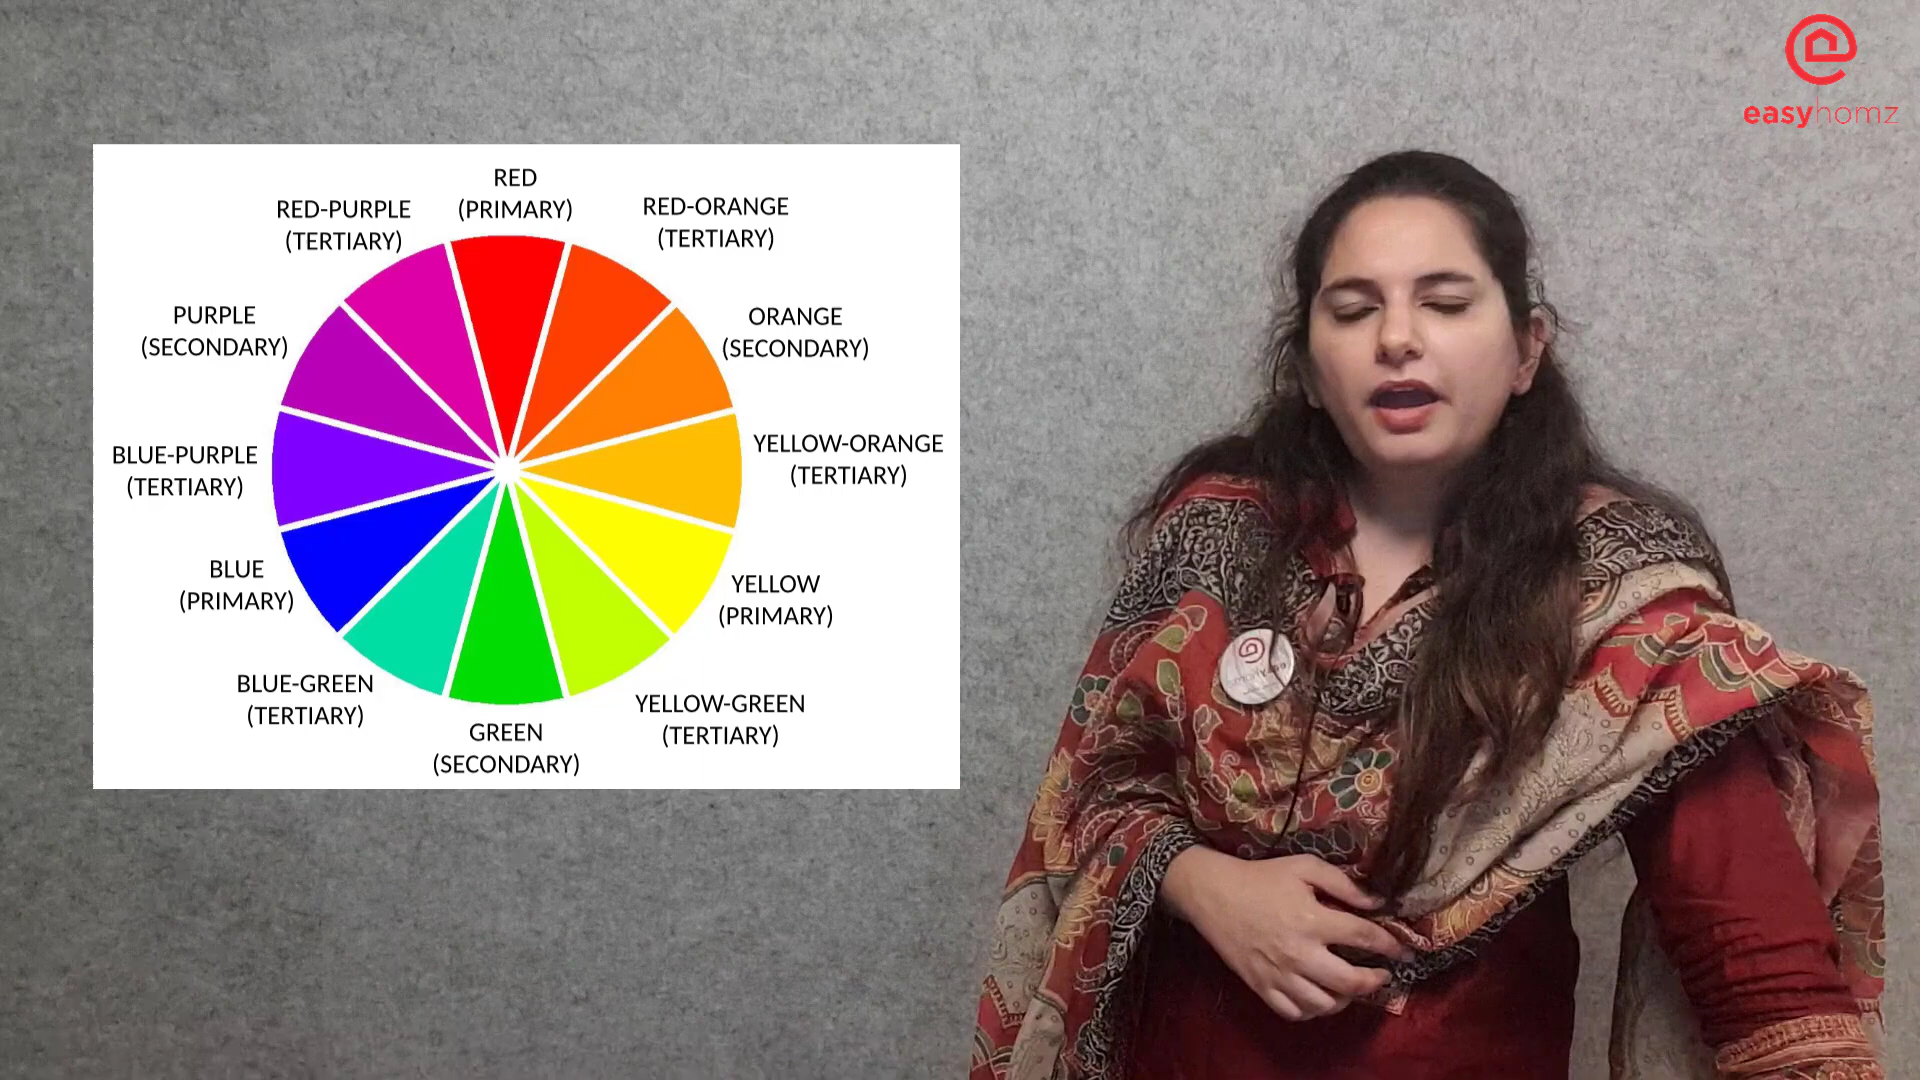 easyhomz
RED
(PRIMARY)
RED-PURPLE
(TERTIARY)
RED-ORANGE
(TERTIARY)
PURPLE
(SECONDARY)
ORANGE
(SECONDARY)
BLUE-PURPLE
(TERTIARY)
YELLOW-ORANGE
(TERTIARY)
BLUE
(PRIMARY)
YELLOW
(PRIMARY)
BLUE-GREEN
(TERTIARY)
YELLOW-GREEN
(TERTIARY)
GREEN
(SECONDARY)